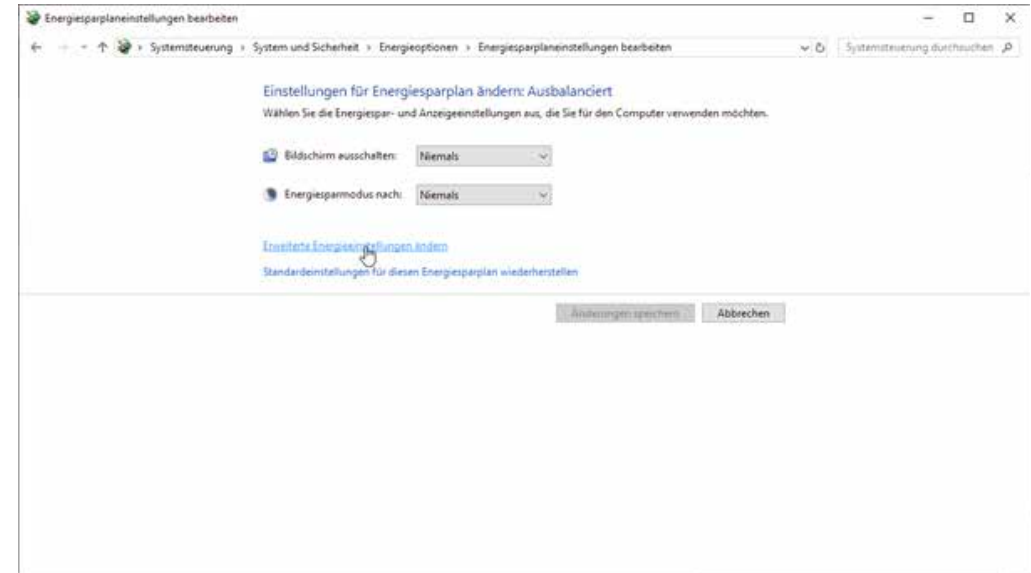 Energiesparplaneinstellungen bearbeiten
Systemsteuerung > System und Sicherheit > Energieoptionen > Energiesparplaneinstellungen bearbeiten
Systemsteuerung durchsuchen
Einstellungen für Energiesparplan ändern: Ausbalanciert
Wählen Sie die Energiespar- und Anzeigeeinstellungen aus, die Sie für den Computer verwenden möchten.
Bildschirm ausschalten: Niemals
Energiesparmodus nach: Niemals
Erweiterte Energieeinstellungen ändern
Standardeinstellungen für diesen Energiesparplan wiederherstellen
Änderungen speichern Abbrechen